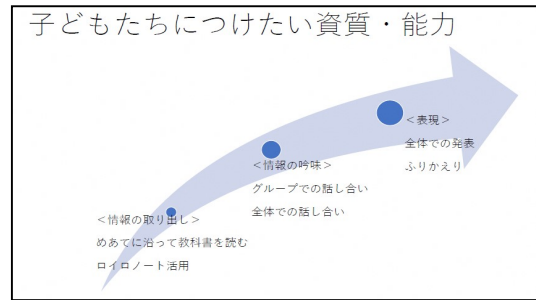 子どもたちにつけたい資質・能力
<情報の取り出し>
めあてに沿って教科書を読む
ロイロノート活用
<情報の吟味>
グループでの話し合い
全体での話し合い
<表現>
全体での発表
ふりかえり